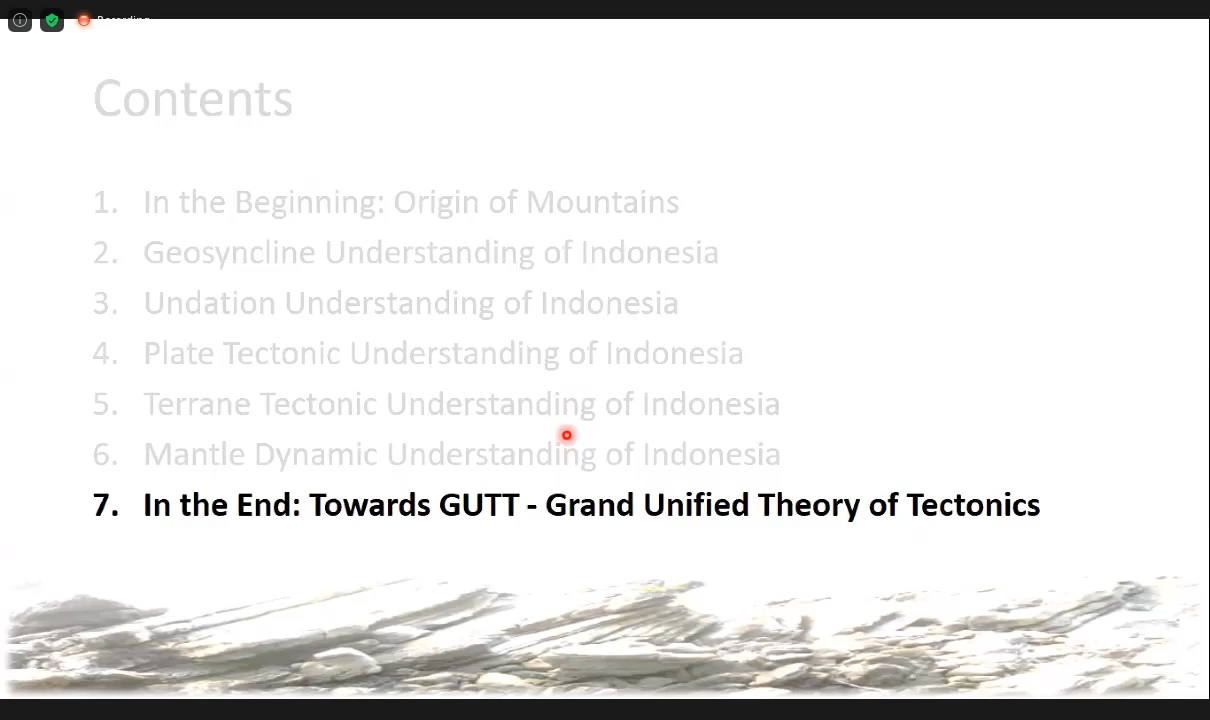 Recording
Contents
1. In the Beginning: Origin of Mountains
2. Geosyncline Understanding of Indonesia
3. Undation Understanding of Indonesia
4. Plate Tectonic Understanding of Indonesia
5. Terrane Tectonic Understanding of Indonesia
6. Mantle Dynamic Understanding of Indonesia
7. In the End: Towards GUTT - Grand Unified Theory of Tectonics